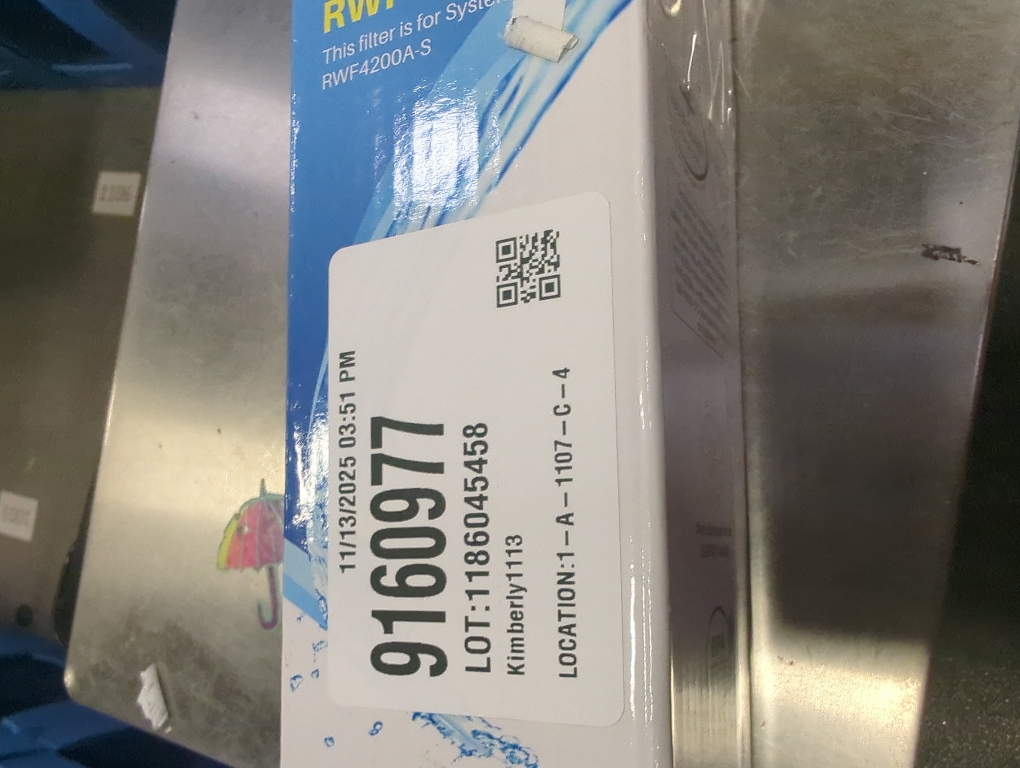 RWF
This filter is for System
RWF4200A-S
11/13/2025 03:51 PM
9160977
LOT:1186045458
Kimberly1113
LOCATION:1-A-1107-C-4